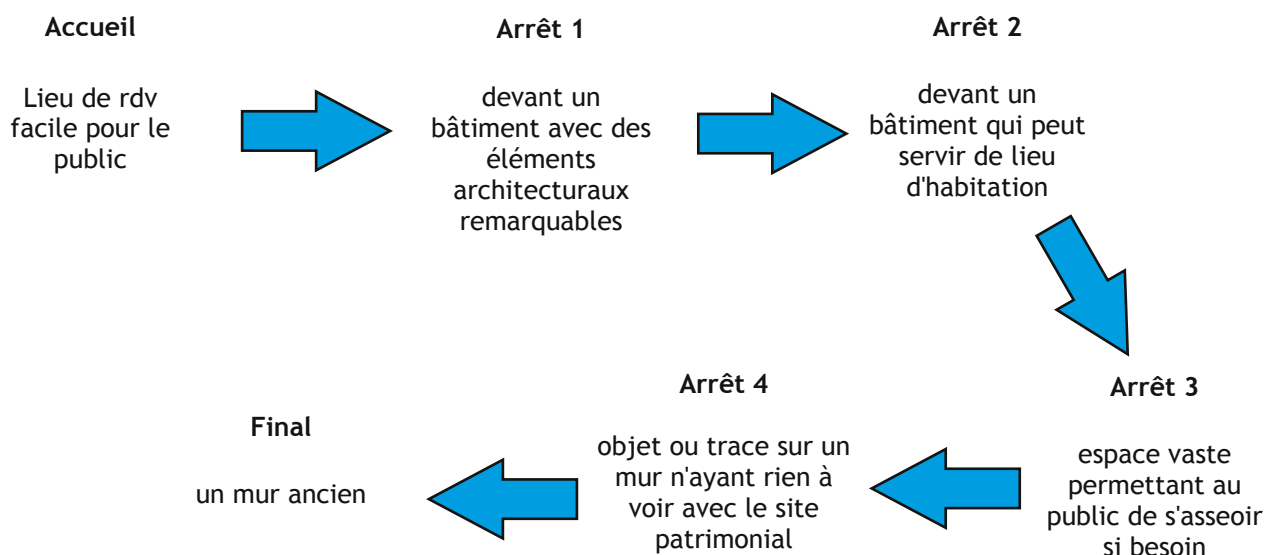 Accueil
Lieu de rdv
facile pour le
public
Arrêt 1
devant un
bâtiment avec des
éléments
architecturaux
remarquables
Arrêt 2
devant un
bâtiment qui peut
servir de lieu
d'habitation
Arrêt 3
espace vaste
permettant au
public de s'asseoir
si besoin
Arrêt 4
objet ou trace sur un
mur n'ayant rien à
voir avec le site
patrimonial
Final
un mur ancien